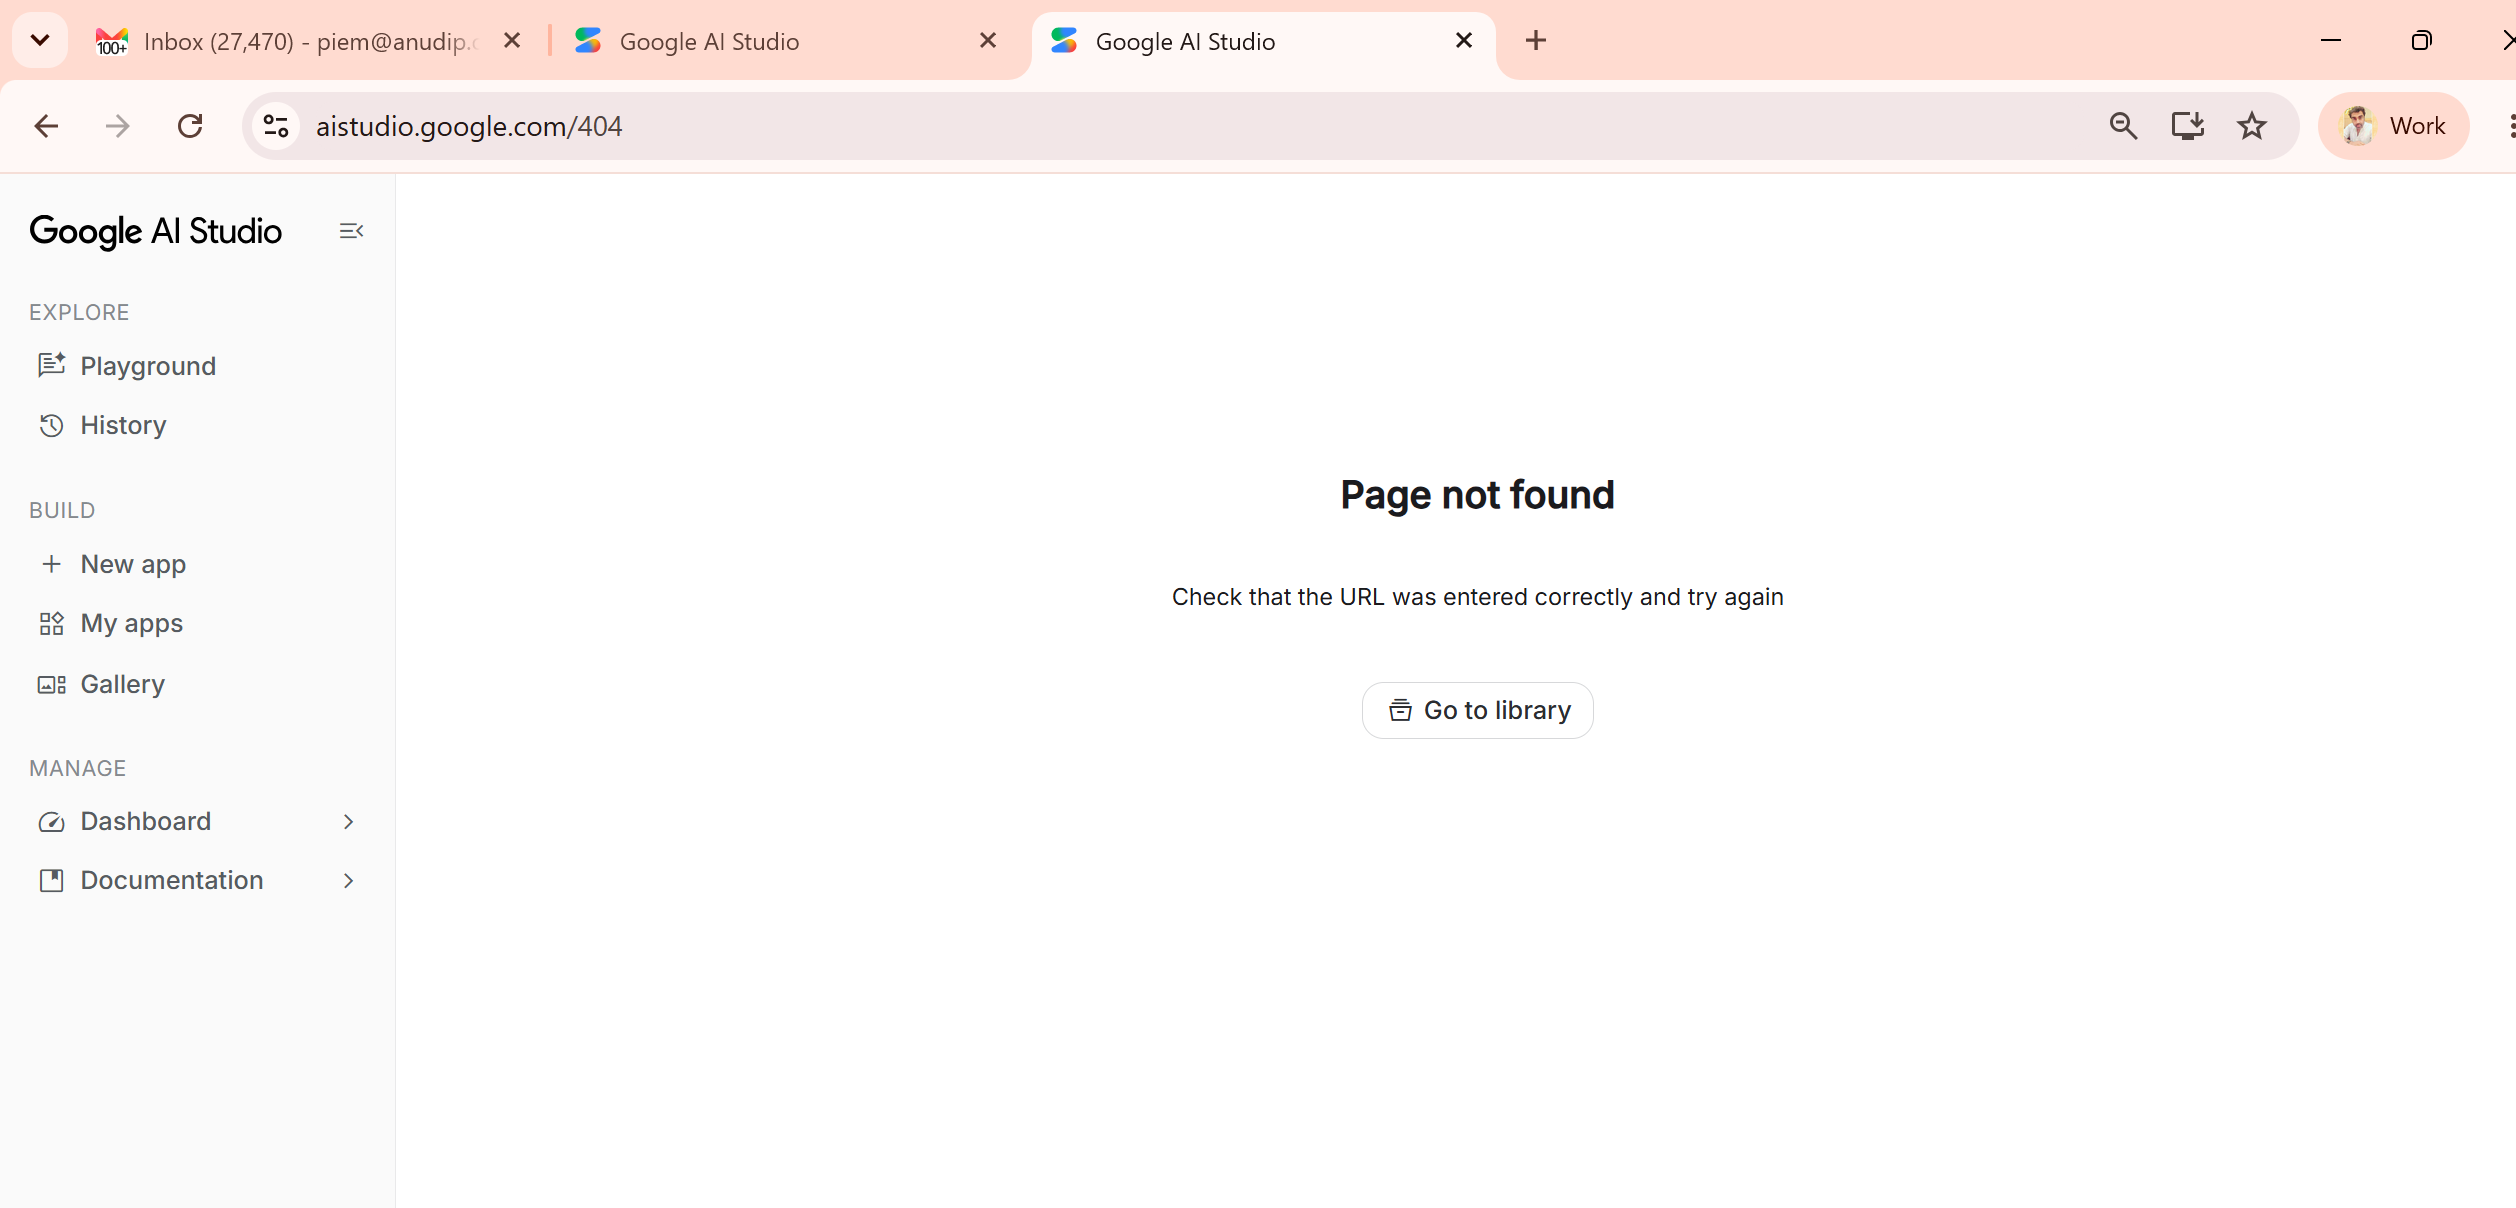 100+ Inbox (27,470) - piem@anudip. Google AI Studio Google AI Studio
aistudio.google.com/404 Work
Google AI Studio
EXPLORE
Playground
History
BUILD
New app
My apps
Gallery
MANAGE
Dashboard
Documentation
Page not found
Check that the URL was entered correctly and try again
Go to library